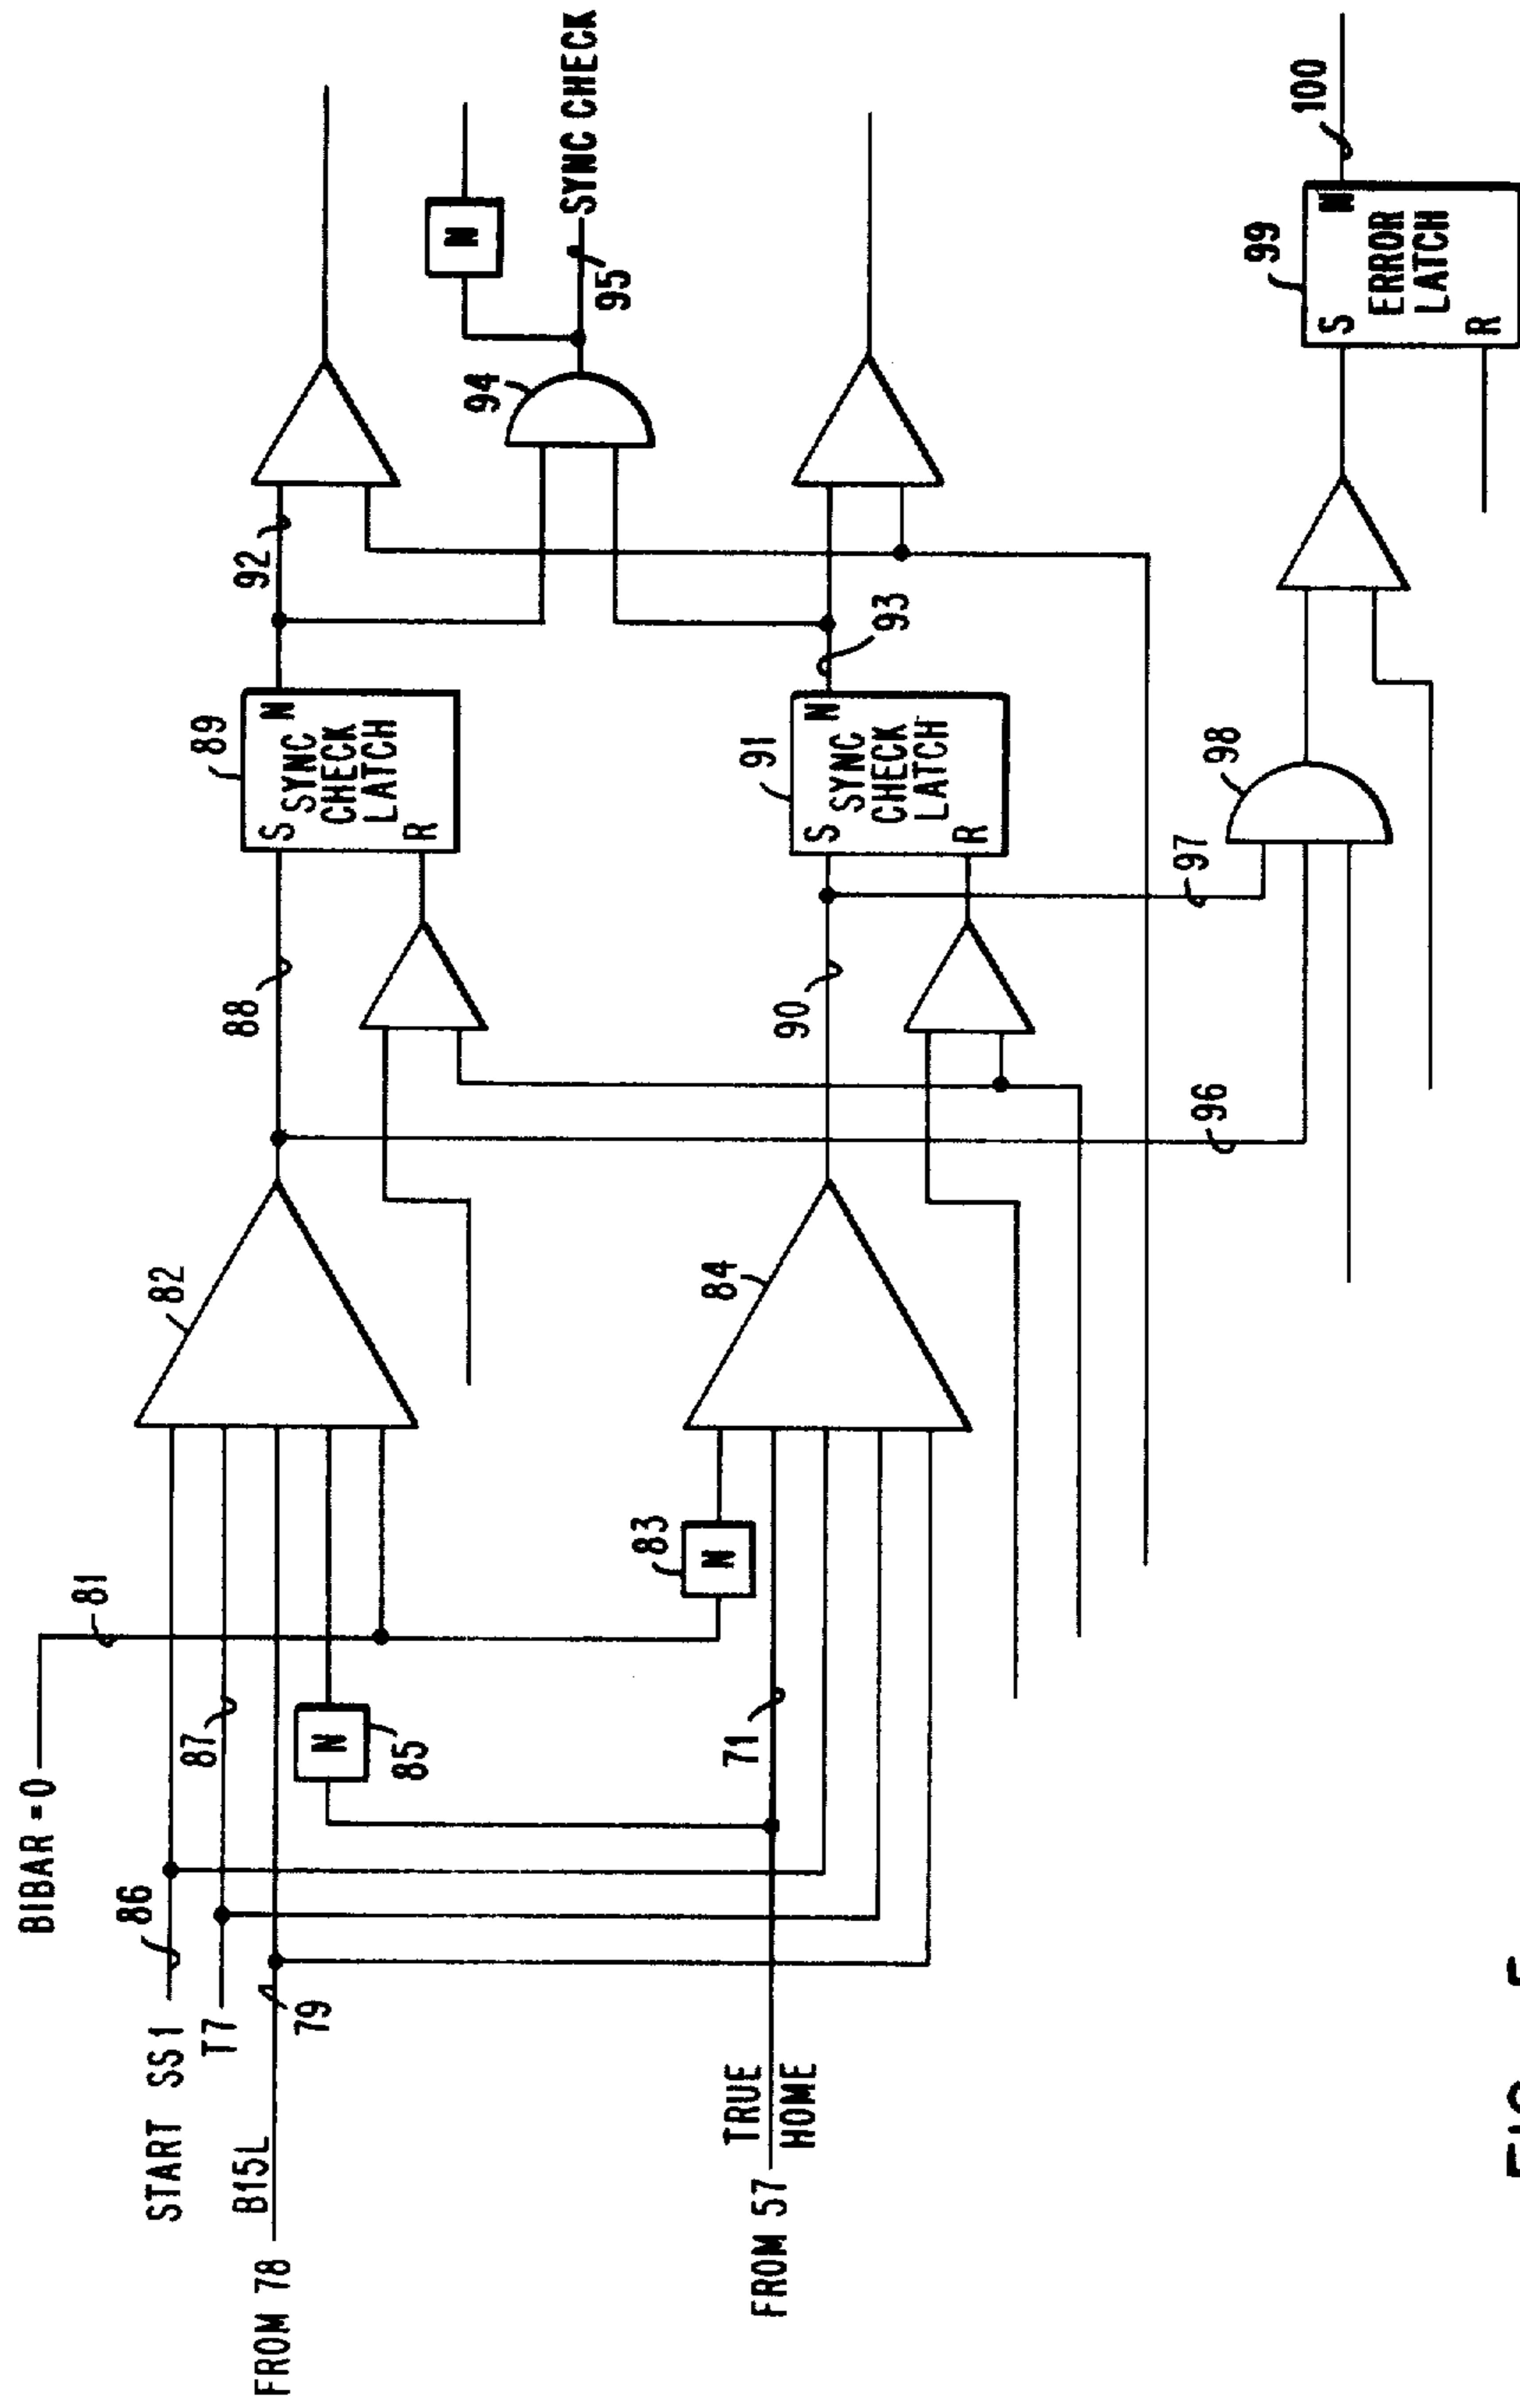 BIBAR = 0
81
86
START SS1
87
T7
B15L
79
FROM 78
N
85
82
88
89
S
N
SYNC
CHECK
LATCH
R
92
N
94
SYNC CHECK
95
TRUE
HOME
FROM 57
71
83
N
84
90
91
S
N
SYNC
CHECK
LATCH
R
93
96
97
98
99
S
N
ERROR
LATCH
R
100